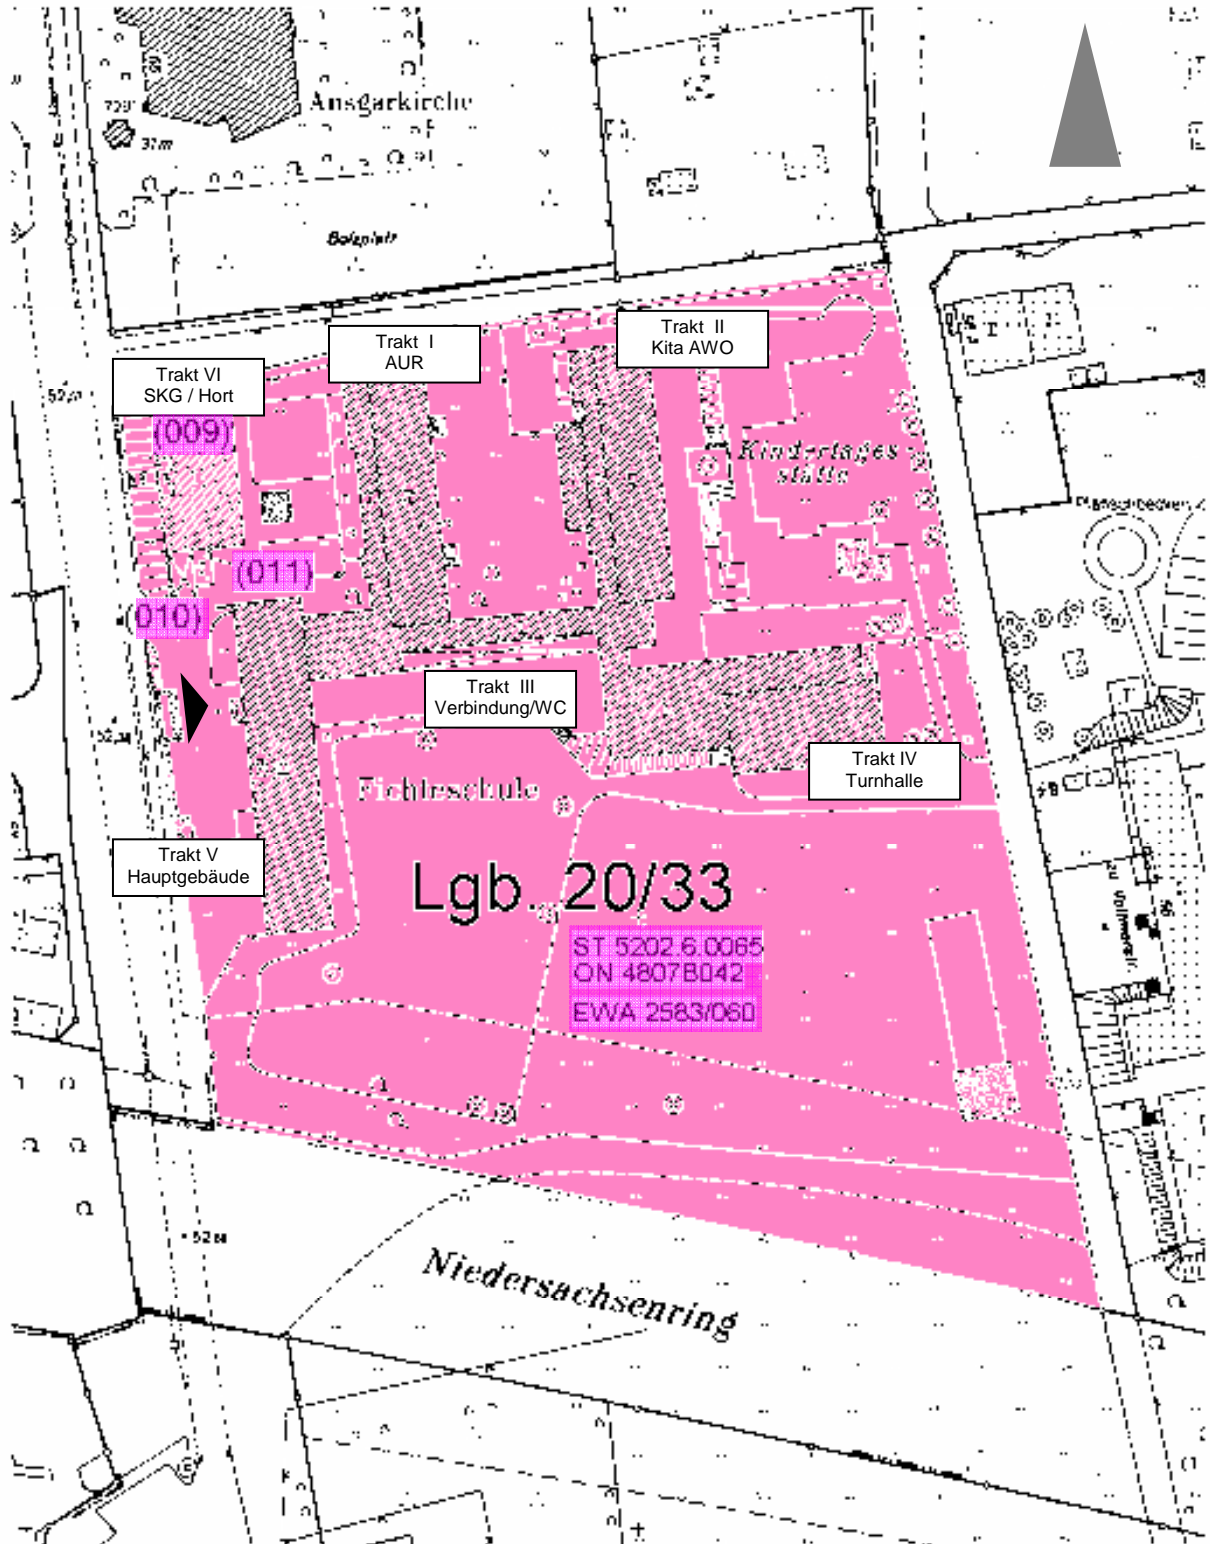 Ansgarkirche
37m
Bolzplatz
Trakt I
AUR
Trakt II
Kita AWO
Trakt VI
SKG / Hort
(009)
Kindertages
stätte
Planschbecken
(011)
010)
Trakt III
Verbindung/WC
Trakt IV
Turnhalle
Fichteschule
Trakt V
Hauptgebäude
Lgb. 20/33
ST 5202.6.0065
ON 4807B042
EWA 2583/060
Niedersachsenring